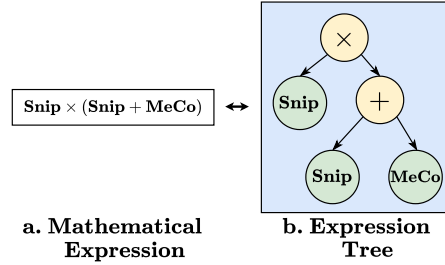 ×
Snip × (Snip + MeCo)
Snip
+
Snip
MeCo
a. Mathematical
Expression
b. Expression
Tree